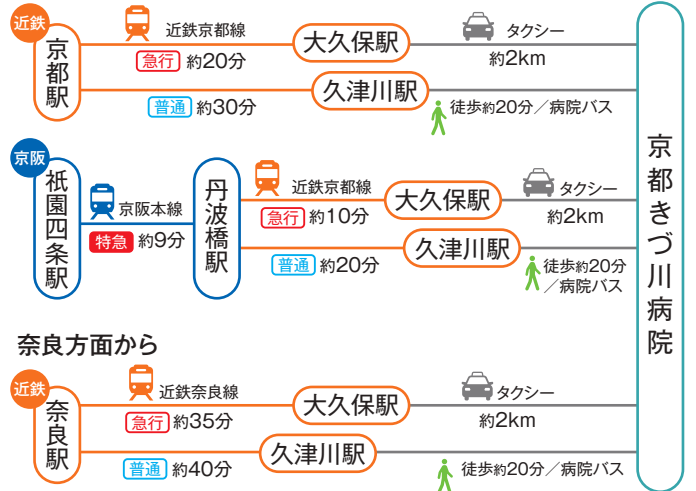 近鉄
京都駅
近鉄京都線
急行 約20分
大久保駅
タクシー
約2km
普通 約30分
久津川駅
徒歩約20分／病院バス
京阪
祇園四条駅
京阪本線
特急 約9分
丹波橋駅
近鉄京都線
急行 約10分
大久保駅
タクシー
約2km
普通 約20分
久津川駅
徒歩約20分
／病院バス
奈良方面から
近鉄
奈良駅
近鉄奈良線
急行 約35分
大久保駅
タクシー
約2km
普通 約40分
久津川駅
徒歩約20分／病院バス
京都きづ川病院